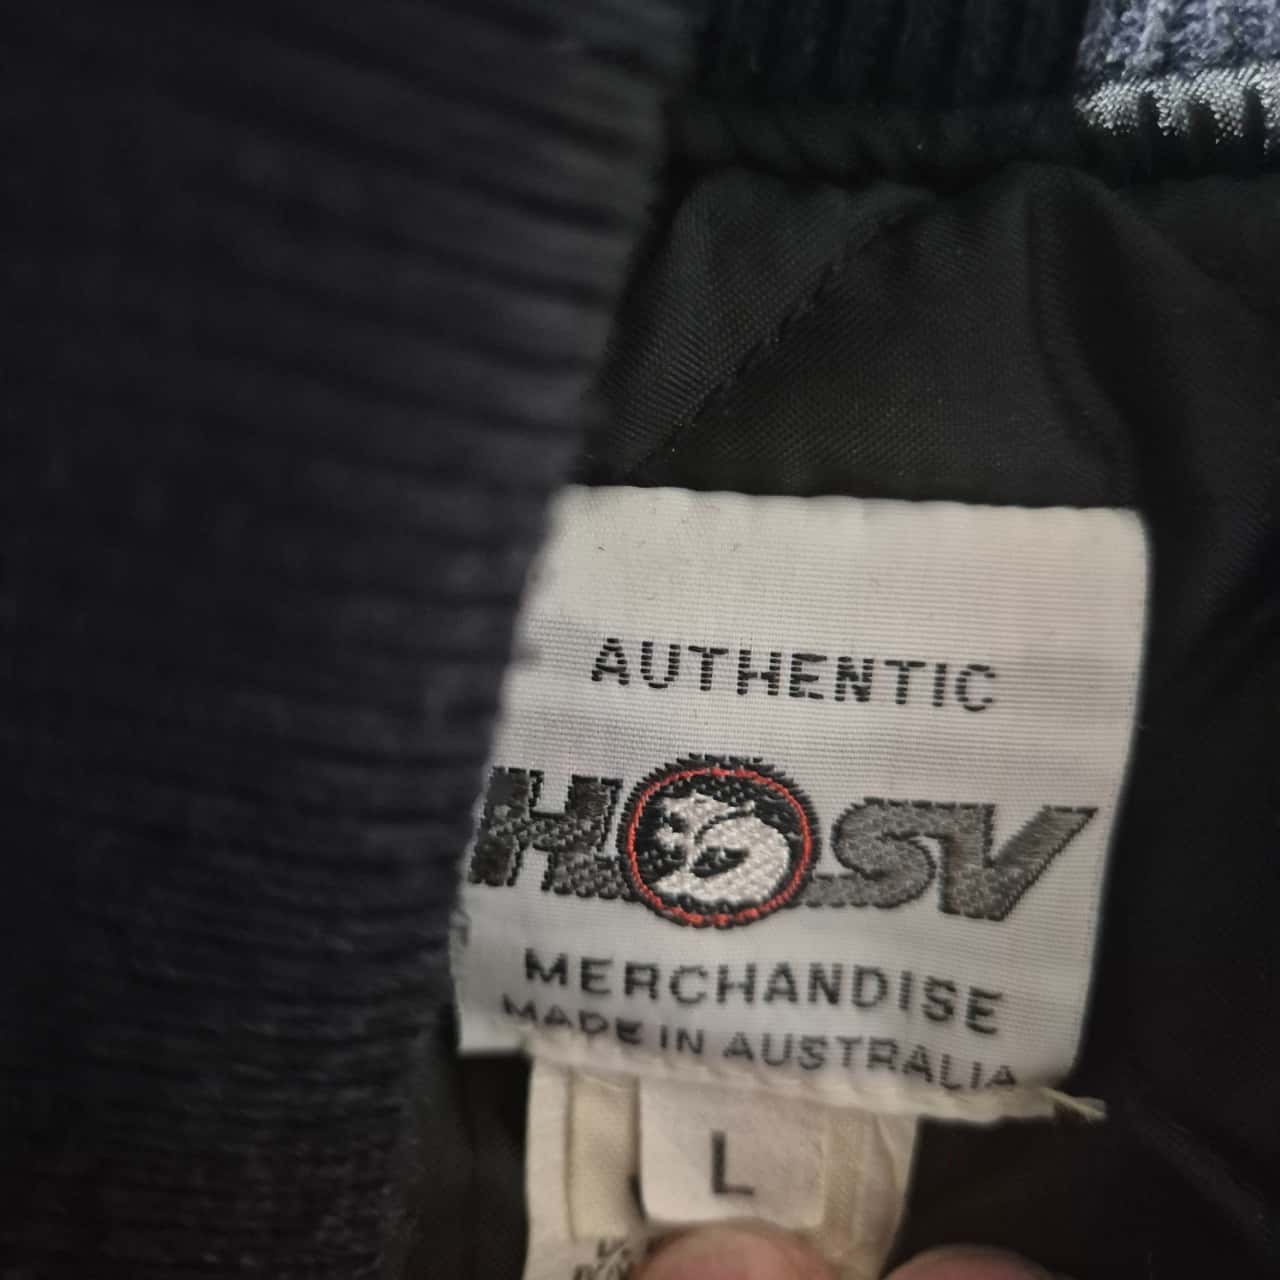 AUTHENTIC
HSV
MERCHANDISE
MADE IN AUSTRALIA
L